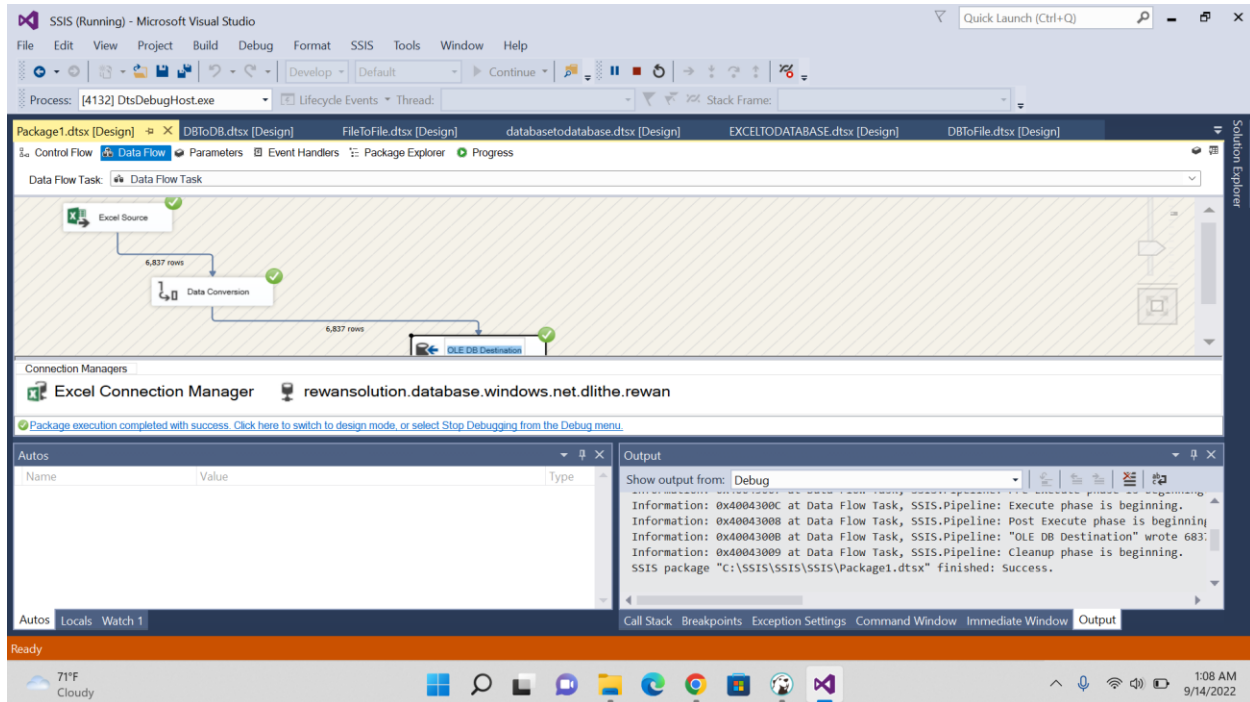 SSIS (Running) - Microsoft Visual Studio
Quick Launch (Ctrl+Q)
File Edit View Project Build Debug Format SSIS Tools Window Help
Develop Default Continue
Process: [4132] DtsDebugHost.exe Lifecycle Events Thread: Stack Frame:
Package1.dtsx [Design] DBToDB.dtsx [Design] FileToFile.dtsx [Design] databasetodatabase.dtsx [Design] EXCELTODATABASE.dtsx [Design] DBToFile.dtsx [Design]
Solution Explorer
Control Flow Data Flow Parameters Event Handlers Package Explorer Progress
Data Flow Task: Data Flow Task
Excel Source
6,837 rows
Data Conversion
6,837 rows
OLE DB Destination
Connection Managers
Excel Connection Manager rewansolution.database.windows.net.dlithe.rewan
Package execution completed with success. Click here to switch to design mode, or select Stop Debugging from the Debug menu.
Autos
Name Value Type
Output
Show output from: Debug
Information: 0x4004300C at Data Flow Task, SSIS.Pipeline: Execute phase is beginning.
Information: 0x40043008 at Data Flow Task, SSIS.Pipeline: Post Execute phase is beginning
Information: 0x4004300B at Data Flow Task, SSIS.Pipeline: "OLE DB Destination" wrote
Information: 0x40043009 at Data Flow Task, SSIS.Pipeline: Cleanup phase is beginning.
SSIS package "C:\SSIS\SSIS\SSIS\Package1.dtsx" finished: Success.
Autos Locals Watch 1
Call Stack Breakpoints Exception Settings Command Window Immediate Window Output
Ready
71°F
Cloudy
1:08 AM
9/14/2022